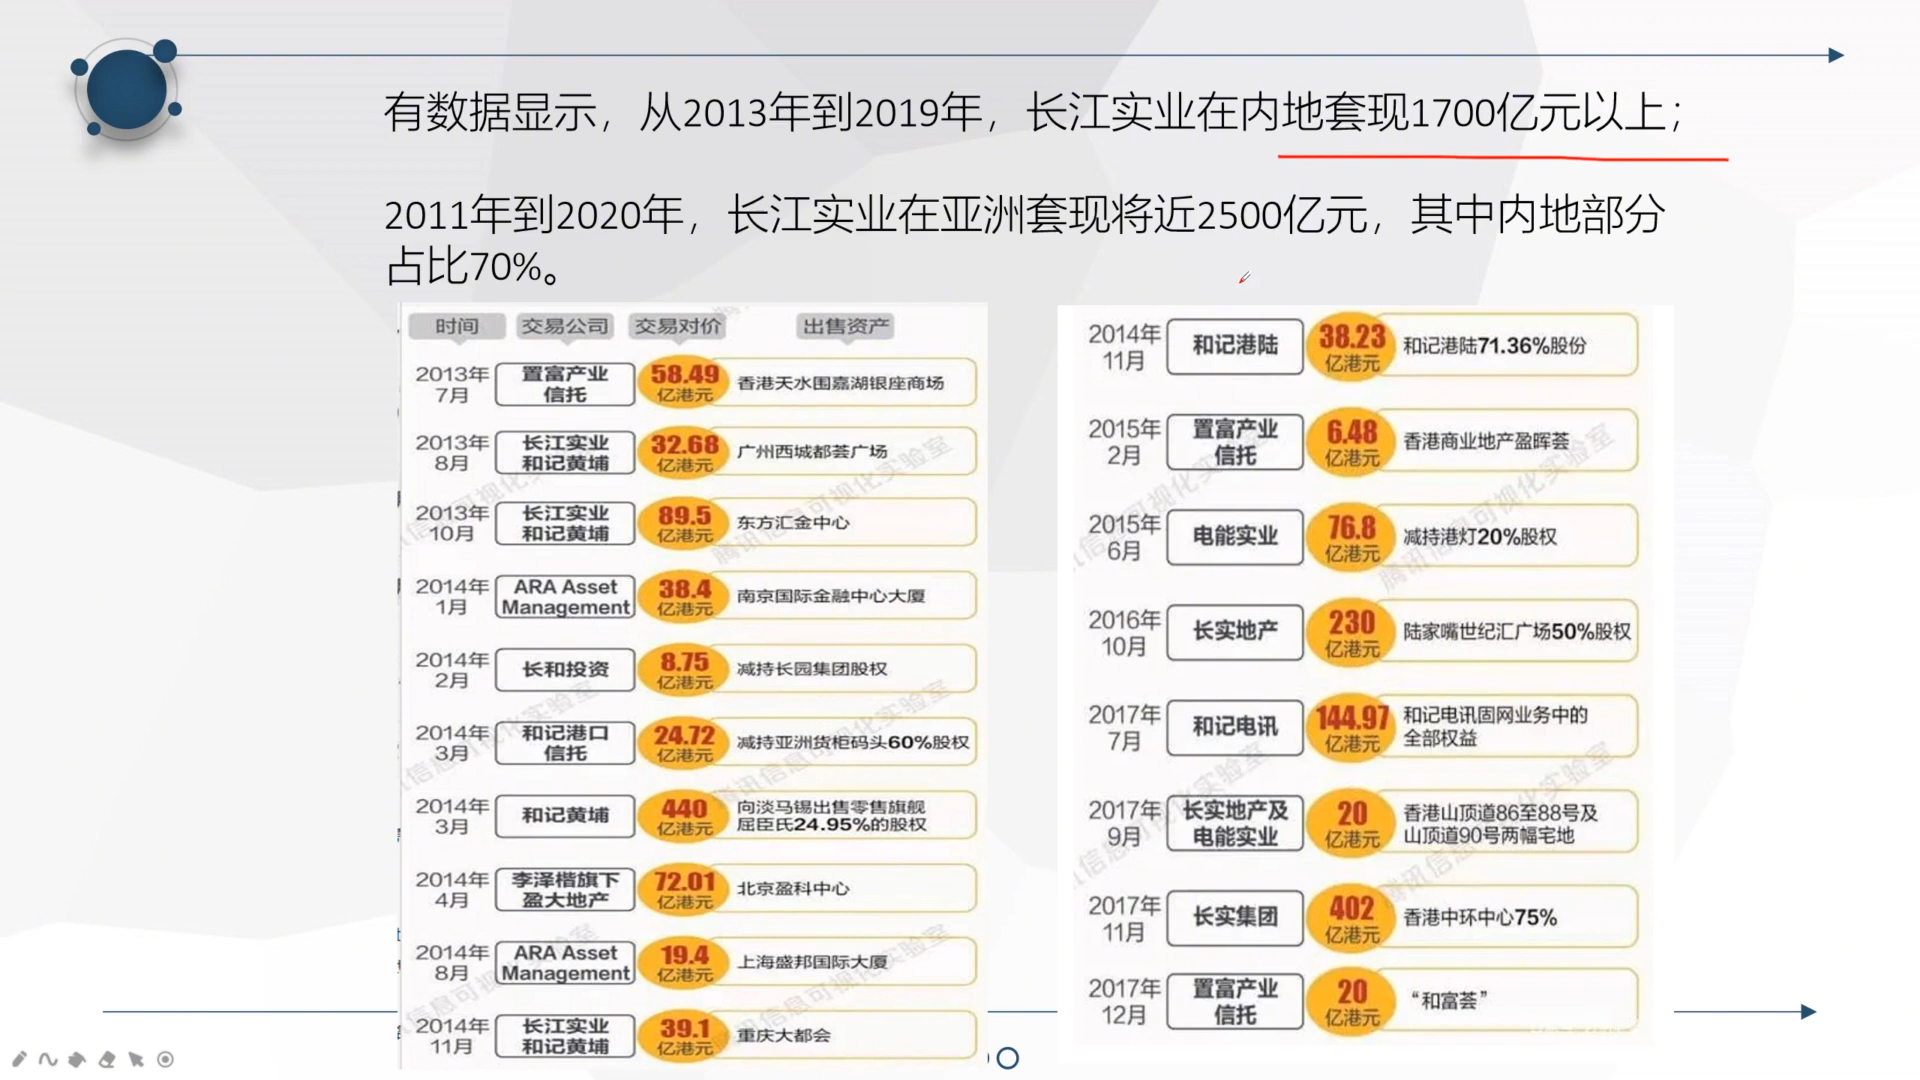 有数据显示，从2013年到2019年，长江实业在内地套现1700亿元以上；
2011年到2020年，长江实业在亚洲套现将近2500亿元，其中内地部分
占比70%。
时间 交易公司 交易对价 出售资产
2013年
7月
置富产业
信托
58.49
亿港元
香港天水围嘉湖银座商场
2013年
8月
长江实业
和记黄埔
32.68
亿港元
广州西城都荟广场
2013年
10月
长江实业
和记黄埔
89.5
亿港元
东方汇金中心
2014年
1月
ARA Asset
Management
38.4
亿港元
南京国际金融中心大厦
2014年
2月
长和投资
8.75
亿港元
减持长园集团股权
2014年
3月
和记港口
信托
24.72
亿港元
减持亚洲货柜码头60%股权
2014年
3月
和记黄埔
440
亿港元
向淡马锡出售零售旗舰
屈臣氏24.95%的股权
2014年
4月
李泽楷旗下
盈大地产
72.01
亿港元
北京盈科中心
2014年
8月
ARA Asset
Management
19.4
亿港元
上海盛邦国际大厦
2014年
11月
长江实业
和记黄埔
39.1
亿港元
重庆大都会
2014年
11月
和记港陆
38.23
亿港元
和记港陆71.36%股份
2015年
2月
置富产业
信托
6.48
亿港元
香港商业地产盈晖荟
2015年
6月
电能实业
76.8
亿港元
减持港灯20%股权
2016年
10月
长实地产
230
亿港元
陆家嘴世纪汇广场50%股权
2017年
7月
和记电讯
144.97
亿港元
和记电讯固网业务中的
全部权益
2017年
9月
长实地产及
电能实业
20
亿港元
香港山顶道86至88号及
山顶道90号两幅宅地
2017年
11月
长实集团
402
亿港元
香港中环中心75%
2017年
12月
置富产业
信托
20
亿港元
“和富荟”
腾讯信息可视化实验室